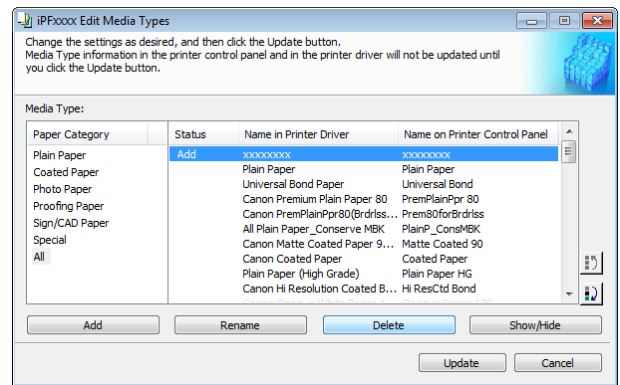 iPFxxxx Edit Media Types
Change the settings as desired, and then click the Update button.
Media Type information in the printer control panel and in the printer driver will not be updated until
you click the Update button.
Media Type:
Paper Category Status Name in Printer Driver Name on Printer Control Panel
Add xxxxxxxx xxxxxxxx
Plain Paper Plain Paper Plain Paper
Coated Paper Universal Bond Paper Universal Bond
Photo Paper Canon Premium Plain Paper 80 PremPlainPpr 80
Proofing Paper Canon PremPlainPpr80(Brdrlss... Prem80forBrdrlss
Sign/CAD Paper All Plain Paper_Conserve MBK PlainP_ConsMBK
Special Canon Matte Coated Paper 9... Matte Coated 90
All Canon Coated Paper Coated Paper
Plain Paper (High Grade) Plain Paper HG
Canon Hi Resolution Coated B... Hi ResCtd Bond
Add Rename Delete Show/Hide
Update Cancel